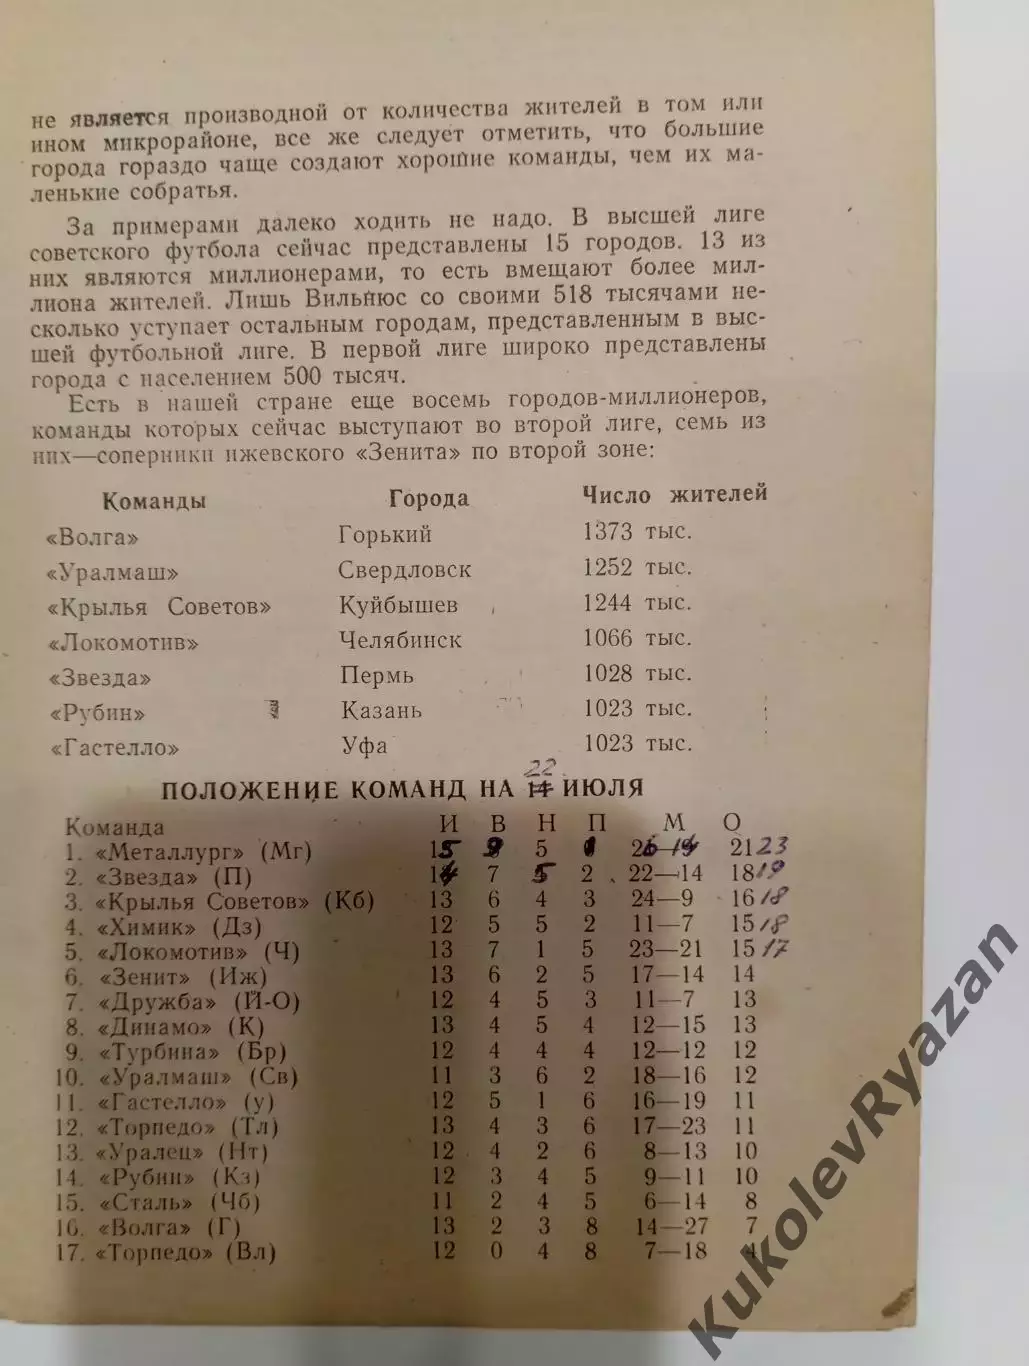 не является производной от количества жителей в том или
ином микрорайоне, все же следует отметить, что большие
города гораздо чаще создают хорошие команды, чем их ма-
ленькие собратья.
За примерами далеко ходить не надо. В высшей лиге
советского футбола сейчас представлены 15 городов. 13 из
них являются миллионерами, то есть вмещают более мил-
лиона жителей. Лишь Вильнюс со своими 518 тысячами не-
сколько уступает остальным городам, представленным в выс-
шей футбольной лиге. В первой лиге широко представлены
города с населением 500 тысяч.
Есть в нашей стране еще восемь городов-миллионеров,
команды которых сейчас выступают во второй лиге, семь из
них—соперники ижевского «Зенита» по второй зоне:
Команды Города Число жителей
«Волга» Горький 1373 тыс.
«Уралмаш» Свердловск 1252 тыс.
«Крылья Советов» Куйбышев 1244 тыс.
«Локомотив» Челябинск 1066 тыс.
«Звезда» Пермь 1028 тыс.
«Рубин» Казань 1023 тыс.
«Гастелло» Уфа 1023 тыс.
22
ПОЛОЖЕНИЕ КОМАНД НА 14 ИЮЛЯ
Команда И В Н П М О
1. «Металлург» (Мг) 15 9 5 26—14 21 23
2. «Звезда» (П) 14 7 5 2 22—14 18 19
3. «Крылья Советов» (Кб) 13 6 4 3 24—9 16 18
4. «Химик» (Дз) 12 5 5 2 11—7 15 18
5. «Локомотив» (Ч) 13 7 1 5 23—21 15 17
6. «Зенит» (Иж) 13 6 2 5 17—14 14
7. «Дружба» (Й-О) 12 4 5 3 11—7 13
8. «Динамо» (К) 13 4 5 4 12—15 13
9. «Турбина» (Бр) 12 4 4 4 12—12 12
10. «Уралмаш» (Св) 11 3 6 2 18—16 12
11. «Гастелло» (у) 12 5 1 6 16—19 11
12. «Торпедо» (Тл) 13 4 3 6 17—23 11
13. «Уралец» (Нт) 12 4 2 6 8—13 10
14. «Рубин» (Кз) 12 3 4 5 9—11 10
15. «Сталь» (Чб) 11 2 4 5 6—14 8
16. «Волга» (Г) 13 2 3 8 14—27 7
17. «Торпедо» (Вл) 12 0 4 8 7—18 4
KukolevRyazan